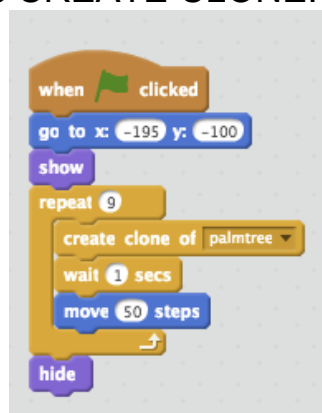 when clicked
go to x: -195 y: -100
show
repeat 9
create clone of palmtree
wait 1 secs
move 50 steps
hide